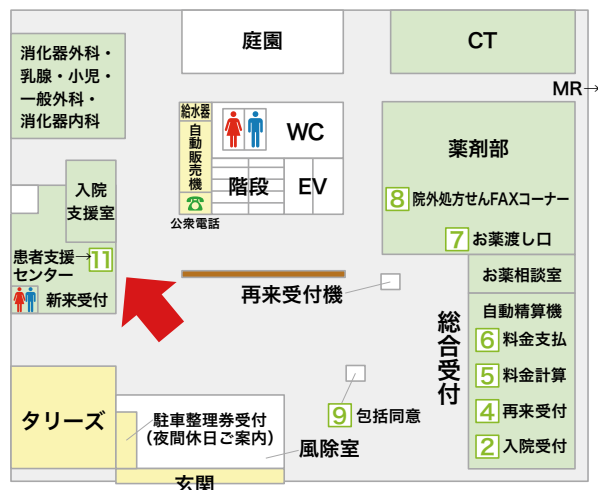 庭園
CT
MR→
消化器外科・
乳腺・小児・
一般外科・
消化器内科
給水器
自動販売機
WC
階段
EV
公衆電話
薬剤部
8 院外処方せんFAXコーナー
7 お薬渡し口
入院
支援室
患者支援→11
センター
新来受付
再来受付機
お薬相談室
総合受付
自動精算機
6 料金支払
5 料金計算
4 再来受付
2 入院受付
9 包括同意
タリーズ
駐車整理券受付
(夜間休日ご案内)
風除室
玄関